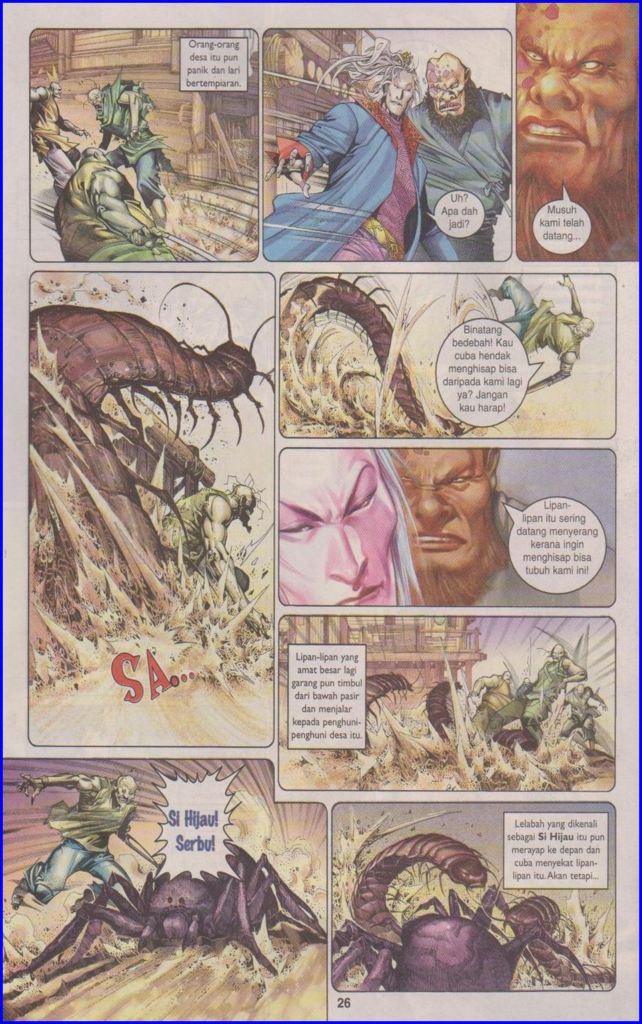 Orang-orang
desa itu pun
panik dan lari
bertempiaran.
Uh?
Apa dah
jadi?
Musuh
kami telah
datang...
SA...
Binatang
bedebah! Kau
cuba hendak
menghisap bisa
daripada kami lagi
ya? Jangan
kau harap!
Lipan-
lipan itu sering
datang menyerang
kerana ingin
menghisap bisa
tubuh kami ini!
Lipan-lipan yang
amat besar lagi
garang pun timbul
dari bawah pasir
dan menjalar
kepada penghuni-
penghuni desa itu.
Si Hijau!
Serbu!
Lelabah yang dikenali
sebagai Si Hijau itu pun
merayap ke depan dan
cuba menyekat lipan-
lipan itu. Akan tetapi...
26